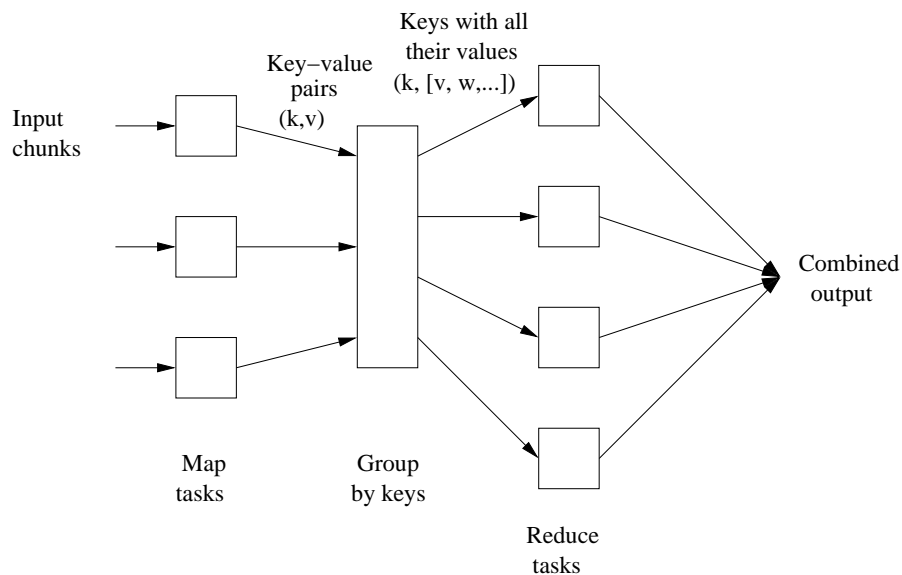 Input
chunks
Key−value
pairs
(k,v)
Keys with all
their values
(k, [v, w,...])
Combined
output
Map
tasks
Group
by keys
Reduce
tasks